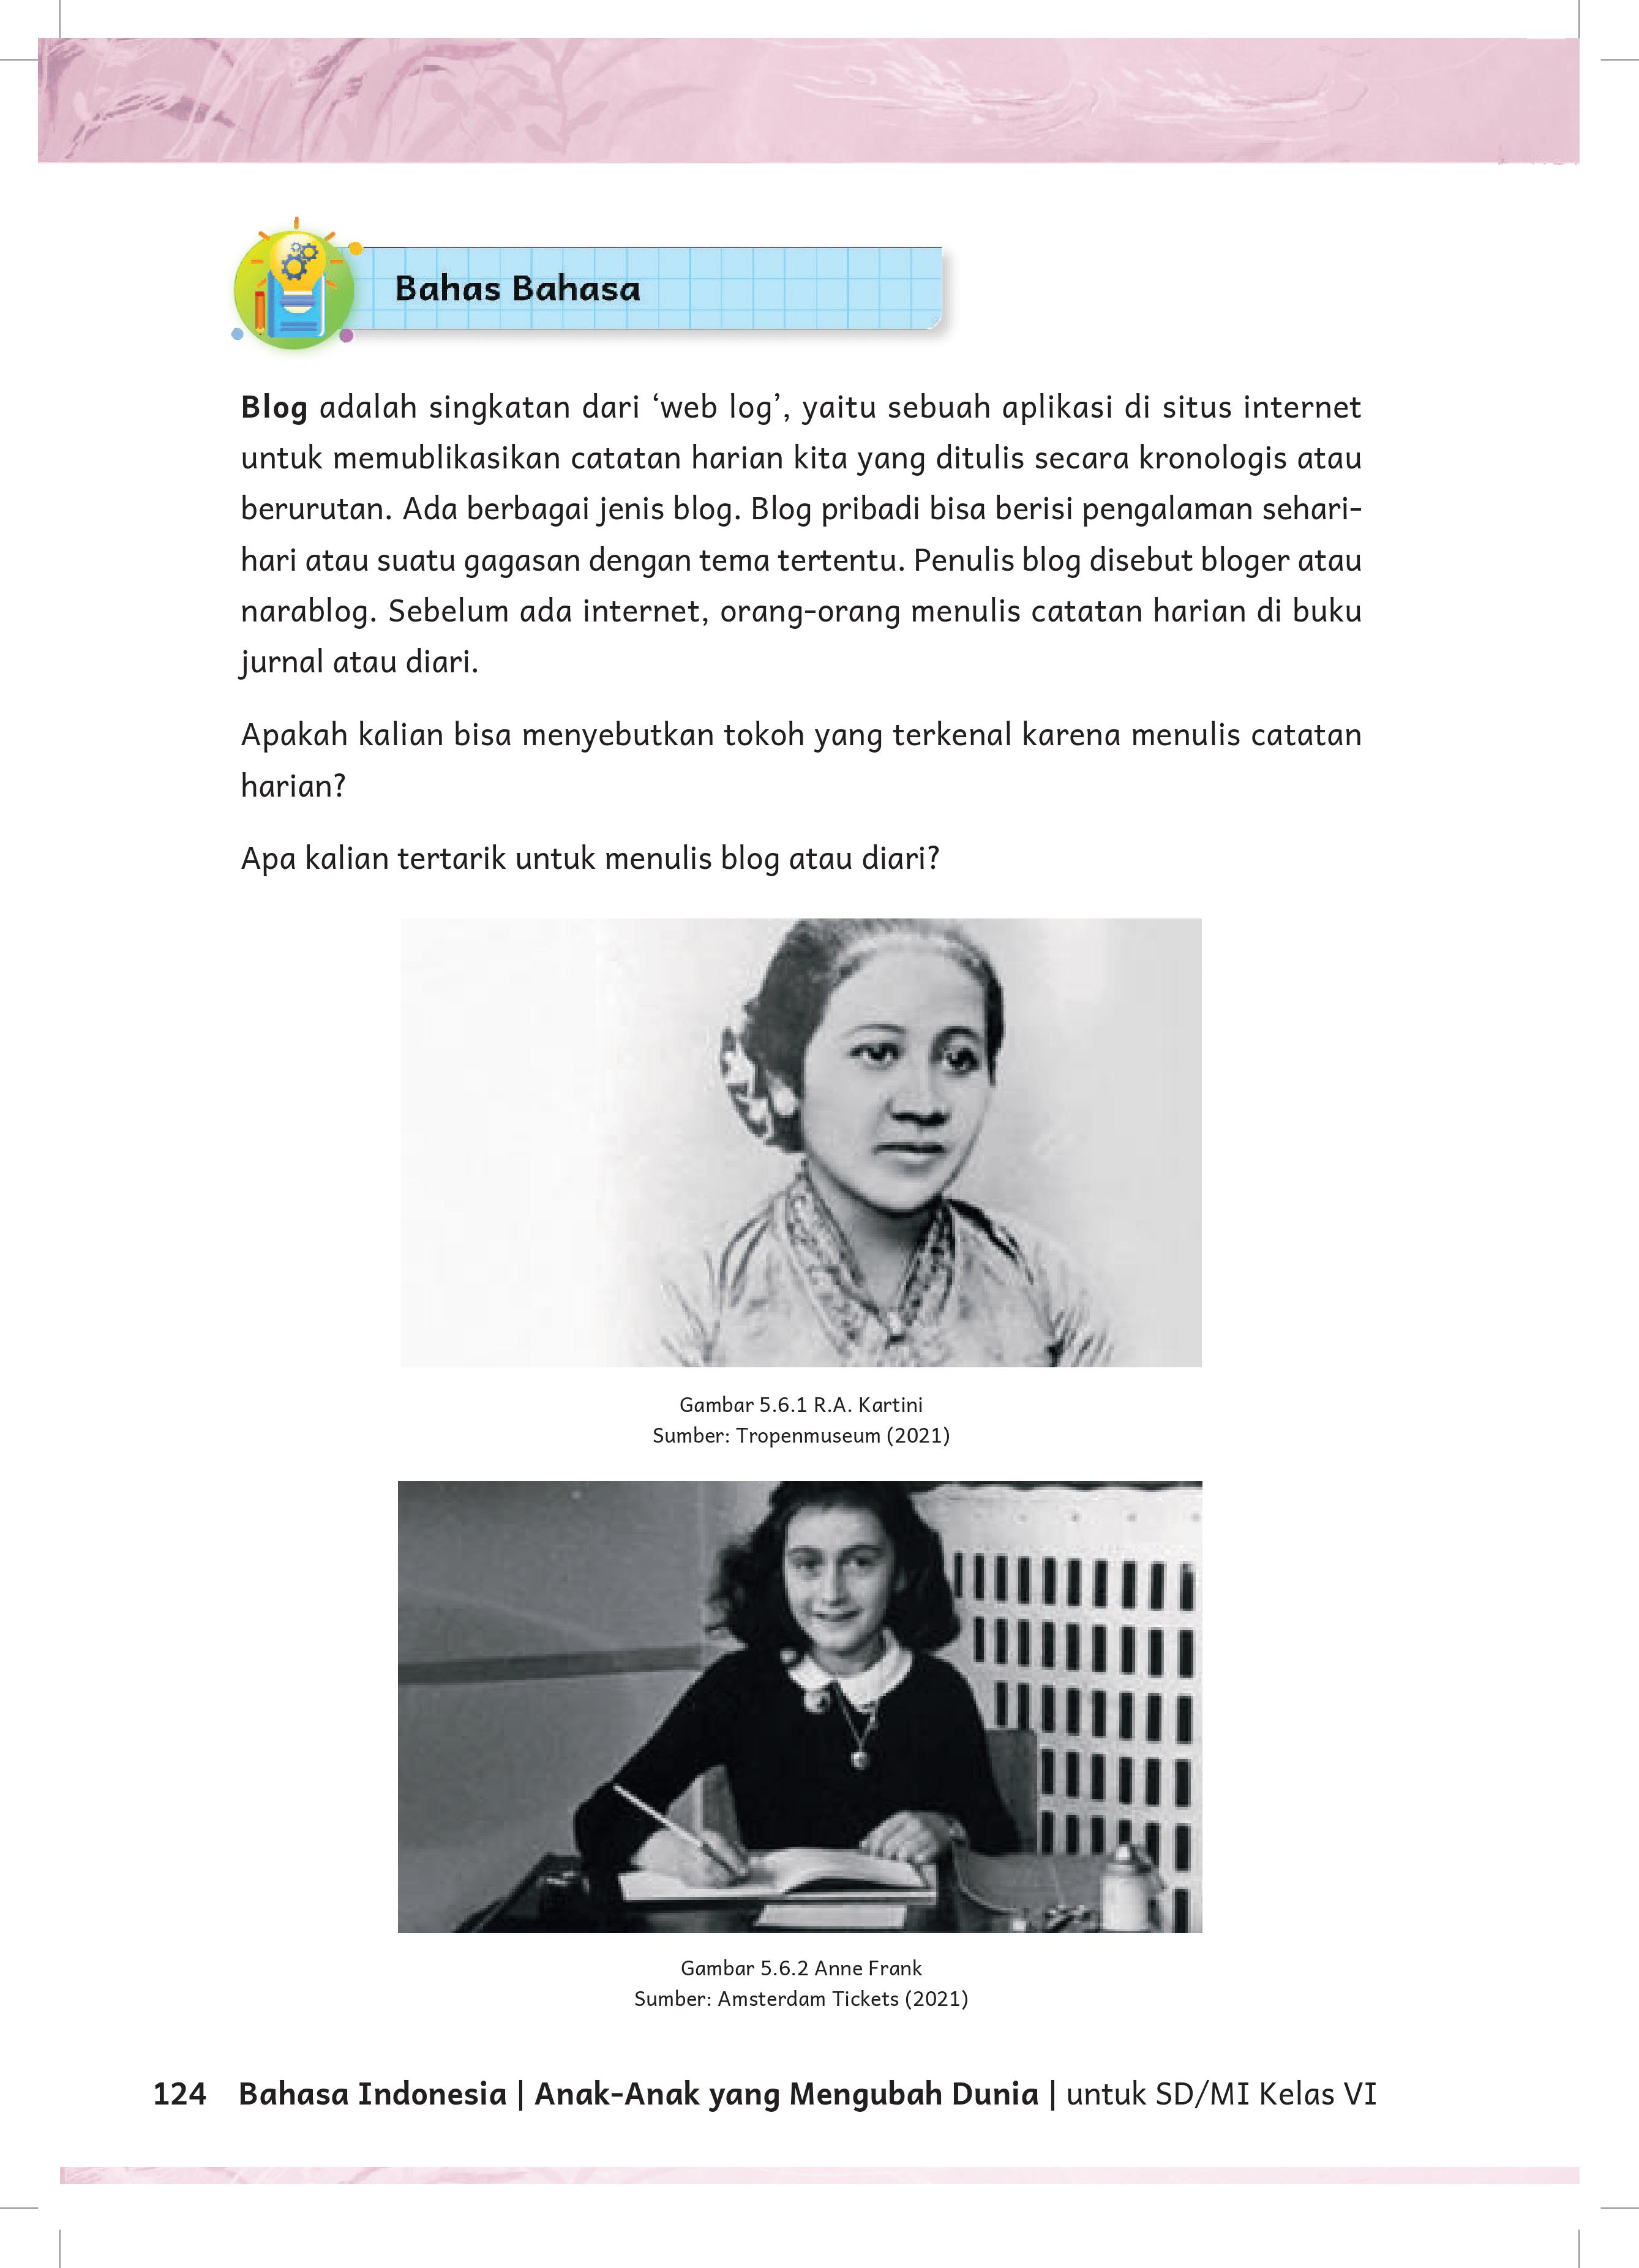 Bahas Bahasa
Blog adalah singkatan dari ‘web log’, yaitu sebuah aplikasi di situs internet
untuk memublikasikan catatan harian kita yang ditulis secara kronologis atau
berurutan. Ada berbagai jenis blog. Blog pribadi bisa berisi pengalaman sehari-
hari atau suatu gagasan dengan tema tertentu. Penulis blog disebut bloger atau
narablog. Sebelum ada internet, orang-orang menulis catatan harian di buku
jurnal atau diari.
Apakah kalian bisa menyebutkan tokoh yang terkenal karena menulis catatan
harian?
Apa kalian tertarik untuk menulis blog atau diari?
Gambar 5.6.1 R.A. Kartini
Sumber: Tropenmuseum (2021)
Gambar 5.6.2 Anne Frank
Sumber: Amsterdam Tickets (2021)
124 Bahasa Indonesia | Anak-Anak yang Mengubah Dunia | untuk SD/MI Kelas VI